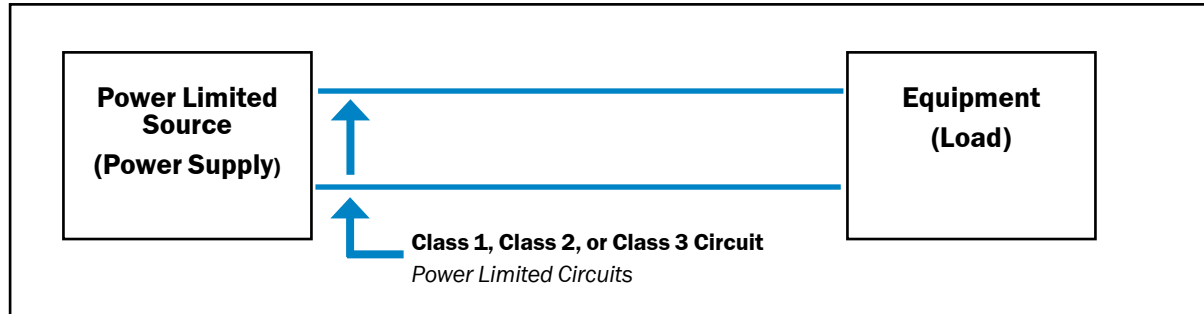 Power Limited
Source
(Power Supply)
Equipment
(Load)
Class 1, Class 2, or Class 3 Circuit
Power Limited Circuits